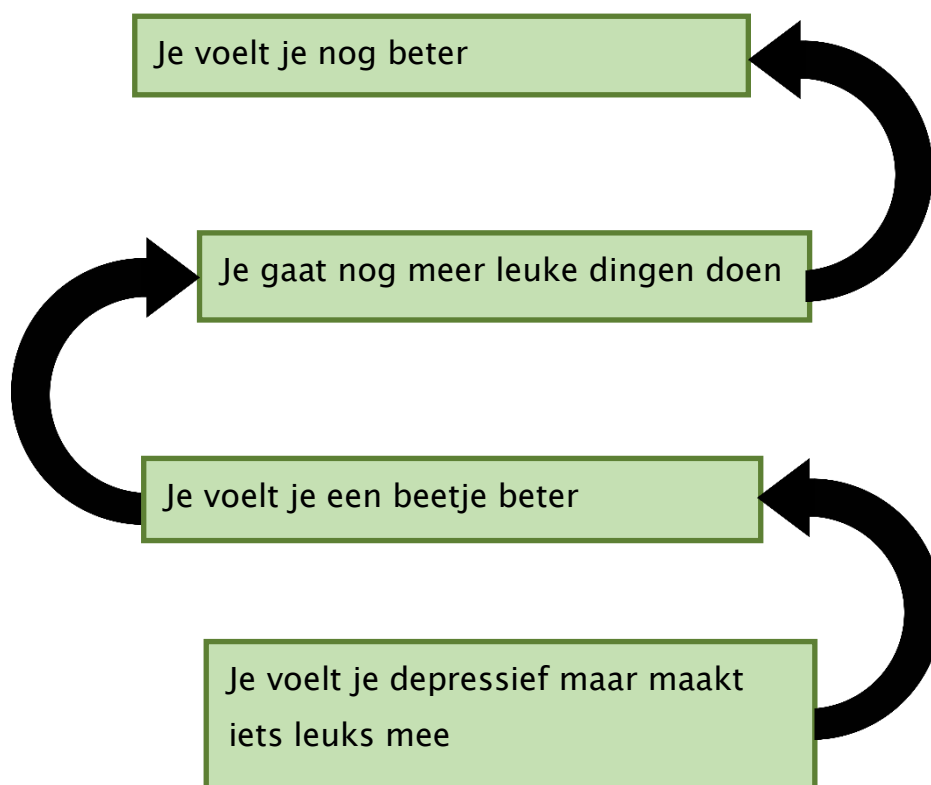 Je voelt je nog beter
Je gaat nog meer leuke dingen doen
Je voelt je een beetje beter
Je voelt je depressief maar maakt
iets leuks mee